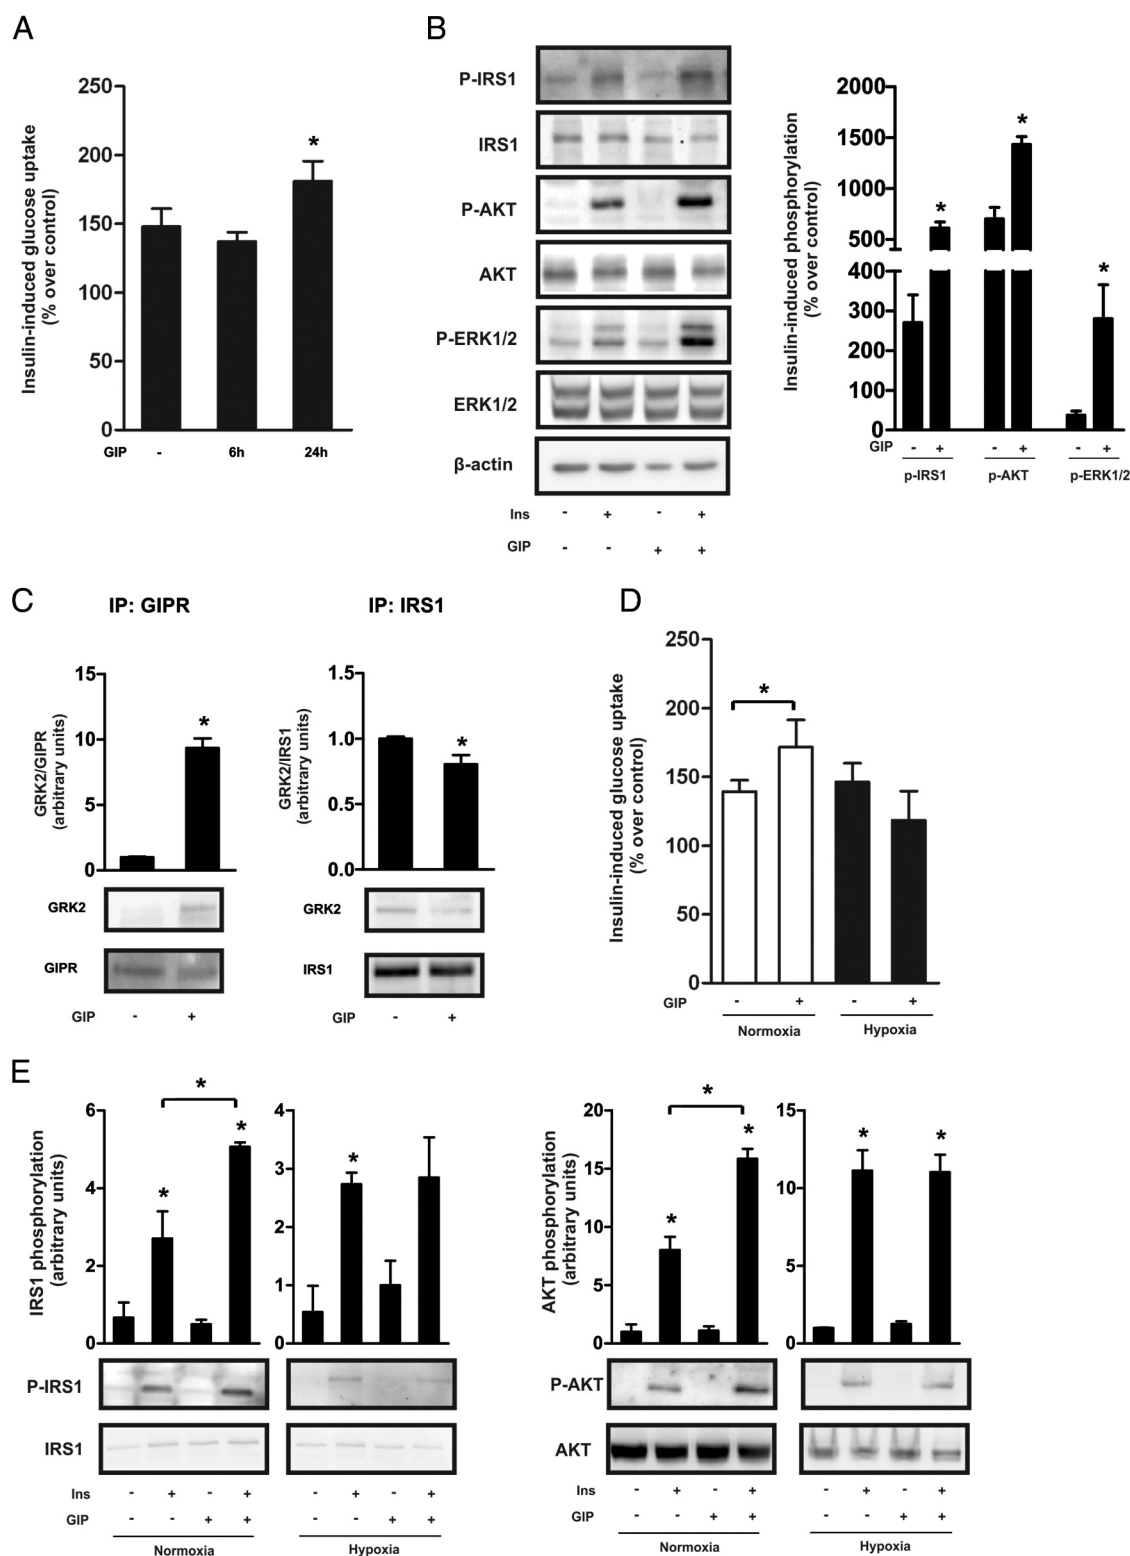 A
Insulin-induced glucose uptake
(% over control)
250
200
150
100
50
0
*
GIP - 6h 24h
B
P-IRS1
IRS1
P-AKT
AKT
P-ERK1/2
ERK1/2
β-actin
Ins - + - +
GIP - - + +
Insulin-induced phosphorylation
(% over control)
2000
1500
1000
500
400
300
200
100
0
* * *
GIP - + - + - +
p-IRS1 p-AKT p-ERK1/2
C
IP: GIPR
GRK2/GIPR
(arbitrary units)
15
10
5
0
*
GRK2
GIPR
GIP - +
IP: IRS1
GRK2/IRS1
(arbitrary units)
1.5
1.0
0.5
0.0
*
GRK2
IRS1
GIP - +
D
Insulin-induced glucose uptake
(% over control)
250
200
150
100
50
0
*
GIP - + - +
Normoxia Hypoxia
E
IRS1 phosphorylation
(arbitrary units)
6
4
2
0
*
* *
4
3
2
1
0
*
P-IRS1
IRS1
Ins - + - + - + - +
GIP - - + + - - + +
Normoxia Hypoxia
AKT phosphorylation
(arbitrary units)
20
15
10
5
0
*
* *
15
10
5
0
* *
P-AKT
AKT
Ins - + - + - + - +
GIP - - + + - - + +
Normoxia Hypoxia